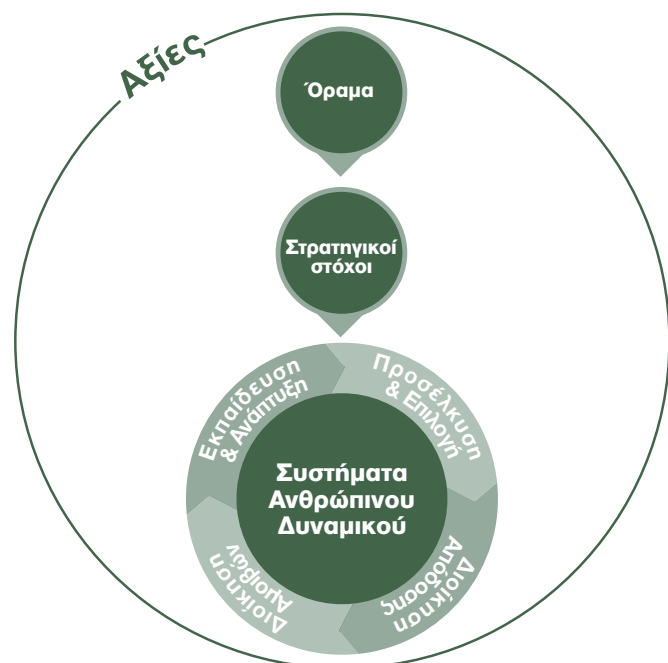 Αξίες
Όραμα
Στρατηγικοί
στόχοι
Εκπαίδευση
& Ανάπτυξη
Προσέλκυση
& Επιλογή
Συστήματα
Ανθρώπινου
Δυναμικού
Διοίκηση
Αμοιβών
Διοίκηση
Απόδοσης